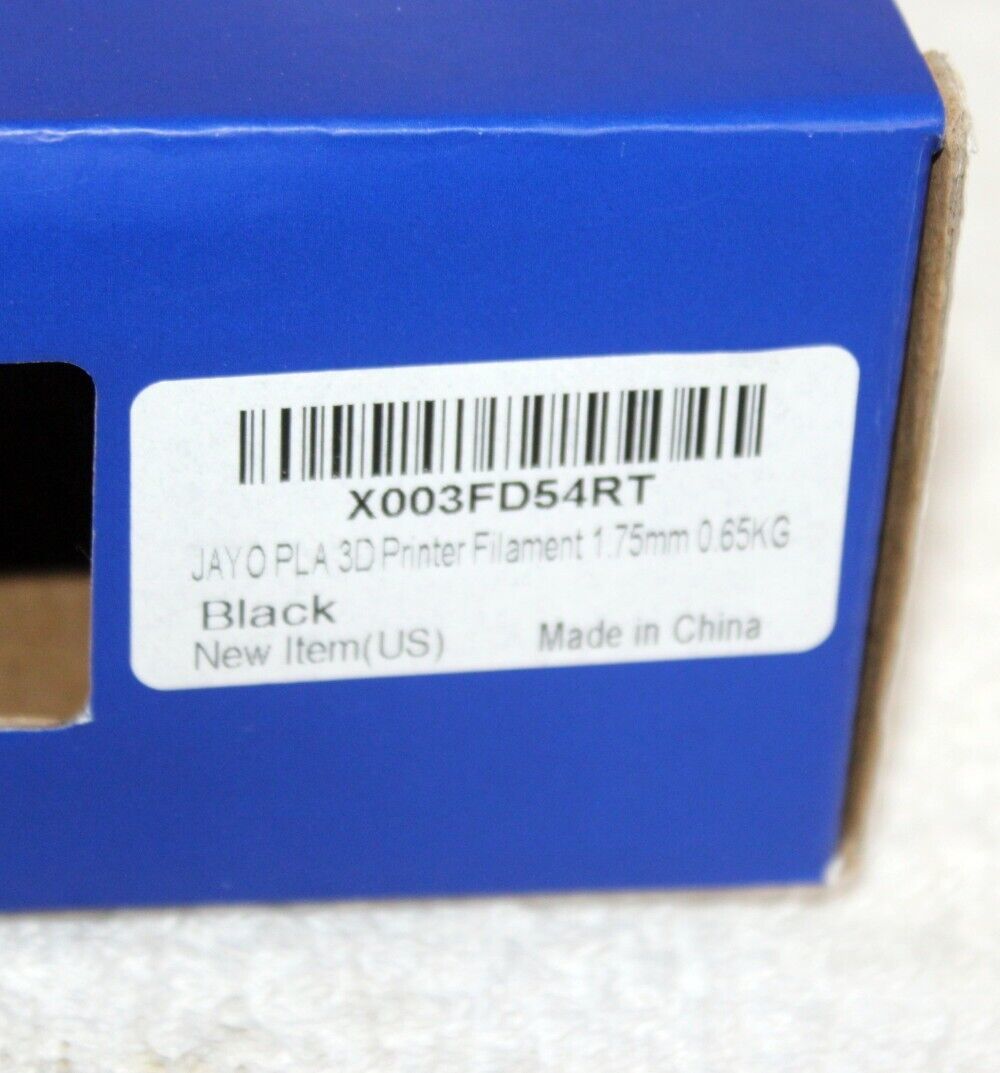 X003FD54RT
JAYO PLA 3D Printer Filament 1.75mm 0.65KG
Black
New Item(US) Made in China